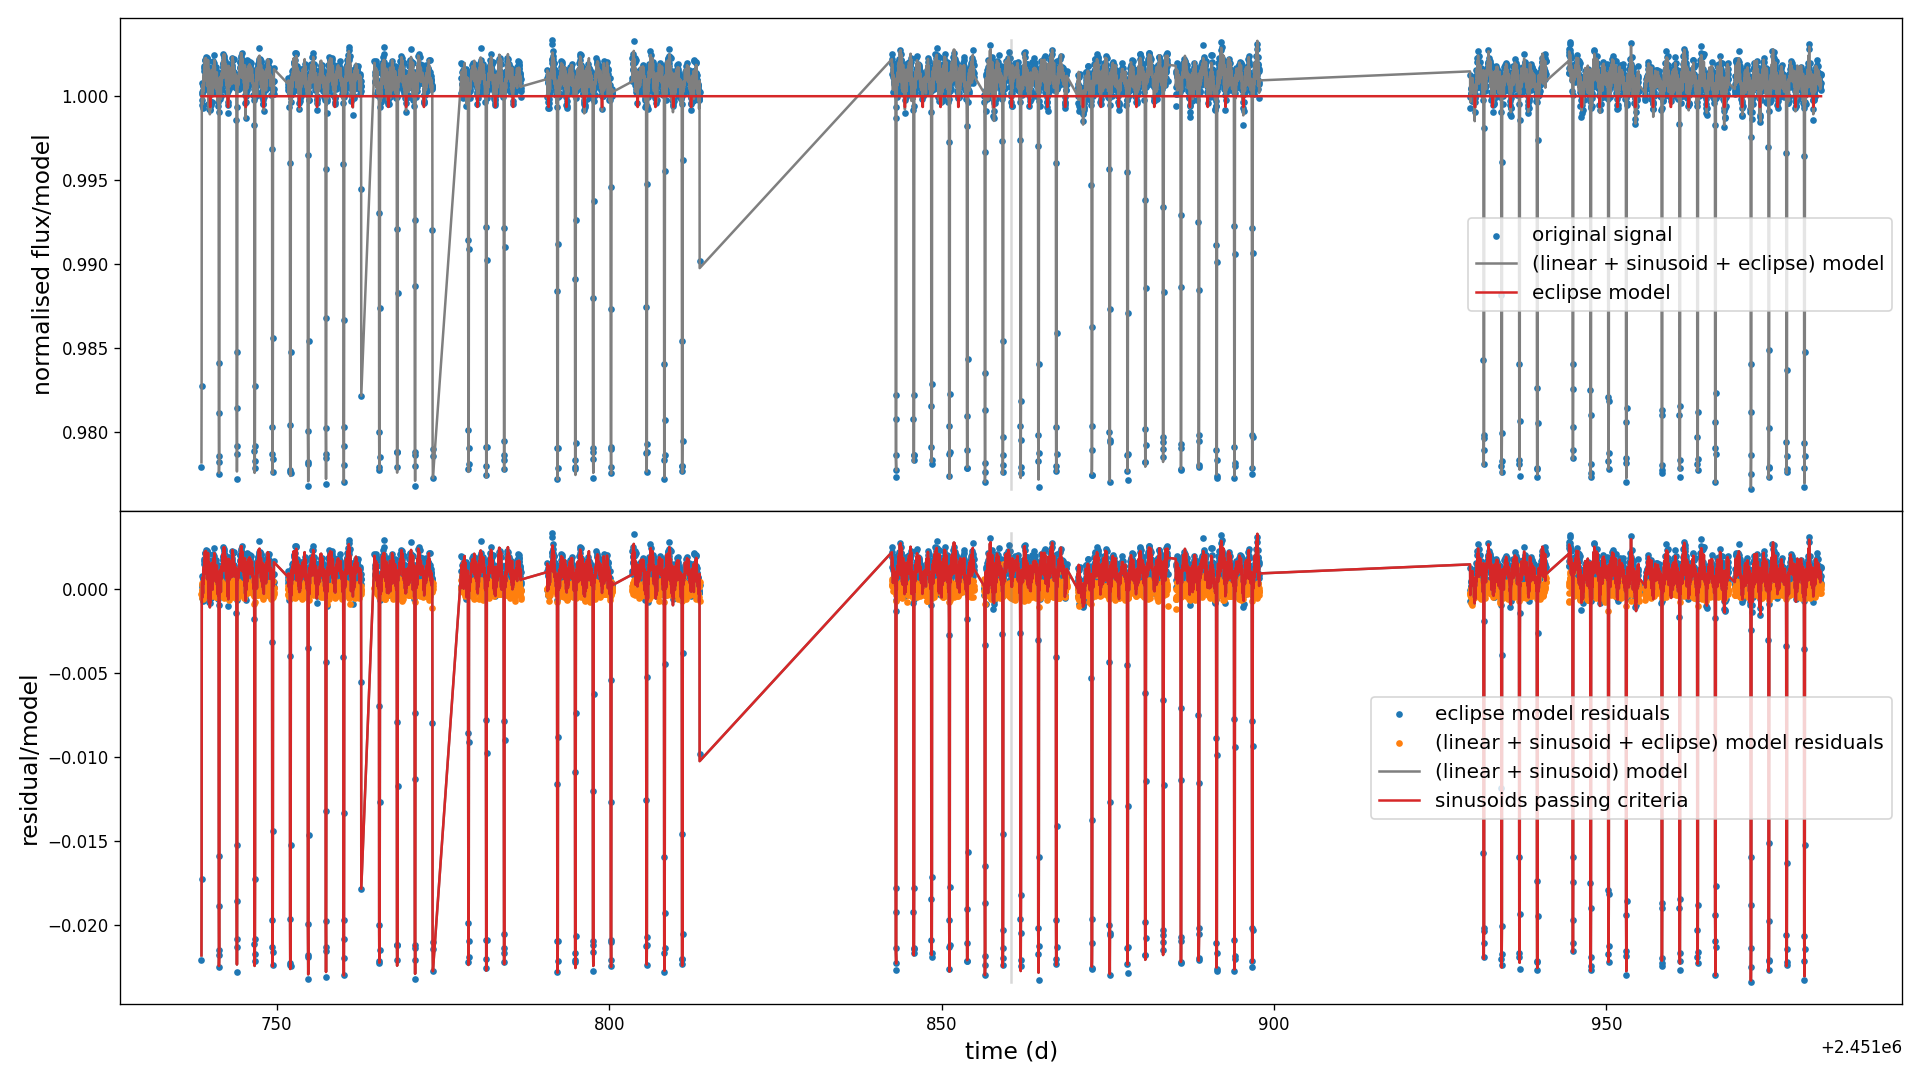 normalised flux/model
1.000
0.995
0.990
0.985
0.980
original signal
(linear + sinusoid + eclipse) model
eclipse model
residual/model
0.000
−0.005
−0.010
−0.015
−0.020
eclipse model residuals
(linear + sinusoid + eclipse) model residuals
(linear + sinusoid) model
sinusoids passing criteria
750 800 850 900 950
time (d)
+2.451e6